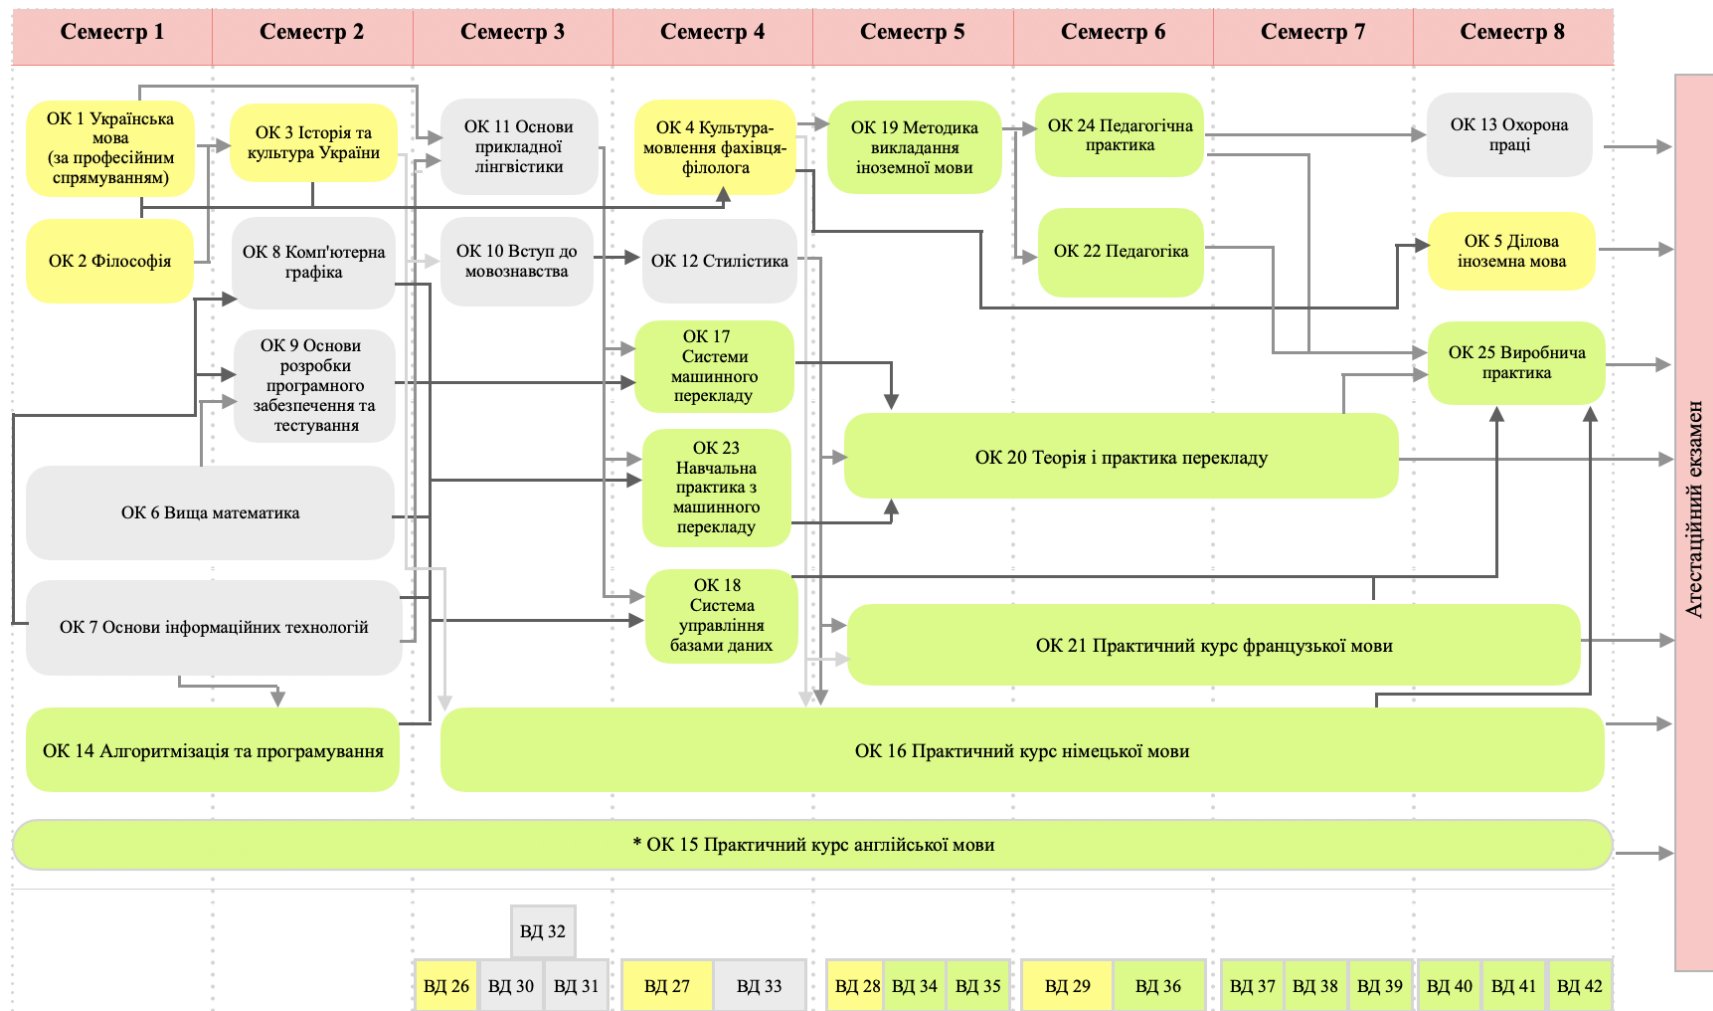 Семестр 1
Семестр 2
Семестр 3
Семестр 4
Семестр 5
Семестр 6
Семестр 7
Семестр 8
ОК 1 Українська
мова
(за професійним
спрямуванням)
ОК 3 Історія та
культура України
ОК 11 Основи
прикладної
лінгвістики
ОК 4 Культура-
мовлення фахівця-
філолога
ОК 19 Методика
викладання
іноземної мови
ОК 24 Педагогічна
практика
ОК 13 Охорона
праці
ОК 2 Філософія
ОК 8 Комп'ютерна
графіка
ОК 10 Вступ до
мовознавства
ОК 12 Стилістика
ОК 22 Педагогіка
ОК 5 Ділова
іноземна мова
ОК 9 Основи
розробки
програмного
забезпечення та
тестування
ОК 17
Системи
машинного
перекладу
ОК 25 Виробнича
практика
ОК 6 Вища математика
ОК 23
Навчальна
практика з
машинного
перекладу
ОК 20 Теорія і практика перекладу
ОК 7 Основи інформаційних технологій
ОК 18
Система
управління
базами даних
ОК 21 Практичний курс французької мови
ОК 14 Алгоритмізація та програмування
ОК 16 Практичний курс німецької мови
* ОК 15 Практичний курс англійської мови
Атестаційний екзамен
ВД 32
ВД 26
ВД 30
ВД 31
ВД 27
ВД 33
ВД 28
ВД 34
ВД 35
ВД 29
ВД 36
ВД 37
ВД 38
ВД 39
ВД 40
ВД 41
ВД 42